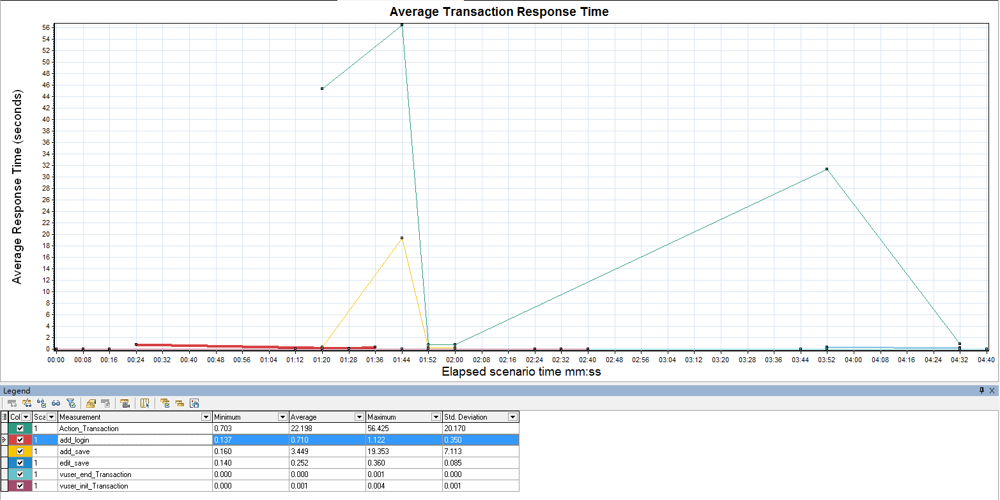 Average Transaction Response Time
Average Response Time (seconds)
56
54
52
50
48
46
44
42
40
38
36
34
32
30
28
26
24
22
20
18
16
14
12
10
8
6
4
2
0
00:00 00:08 00:16 00:24 00:32 00:40 00:48 00:56 01:04 01:12 01:20 01:28 01:36 01:44 01:52 02:00 02:08 02:16 02:24 02:32 02:40 02:48 02:56 03:04 03:12 03:20 03:28 03:36 03:44 03:52 04:00 04:08 04:16 04:24 04:32 04:40
Elapsed scenario time mm:ss
Legend
Col Sca Measurement Minimum Average Maximum Std. Deviation
1 Action_Transaction 0.703 22.198 56.425 20.170
1 add_login 0.137 0.710 1.122 0.350
1 add_save 0.160 3.449 19.353 7.113
1 edit_save 0.140 0.252 0.360 0.085
1 vuser_end_Transaction 0.000 0.000 0.001 0.000
1 vuser_init_Transaction 0.000 0.001 0.004 0.001